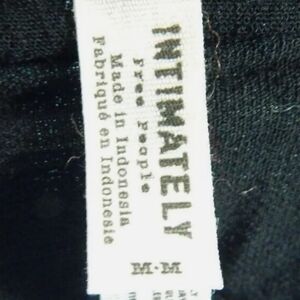 INTIMATELY
Free People
Made in Indonesia
Fabriqué en Indonesie
M·M